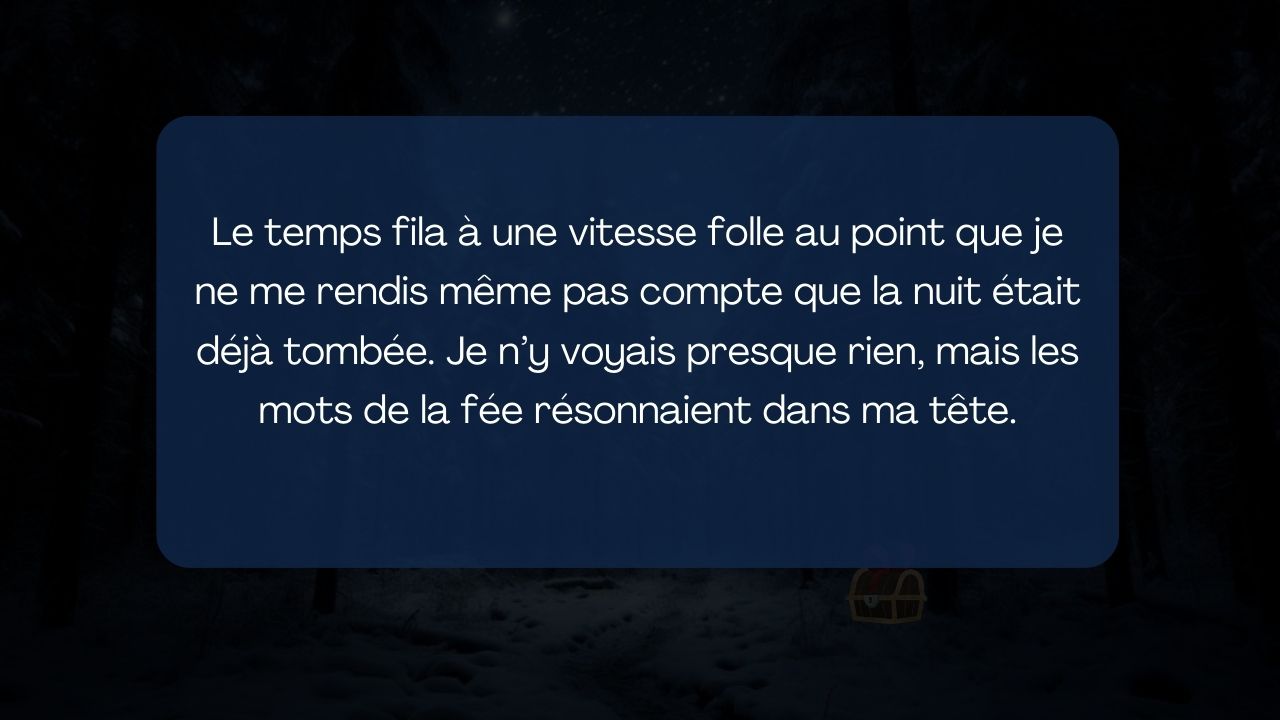 Le temps fila à une vitesse folle au point que je
ne me rendis même pas compte que la nuit était
déjà tombée. Je n’y voyais presque rien, mais les
mots de la fée résonnaient dans ma tête.